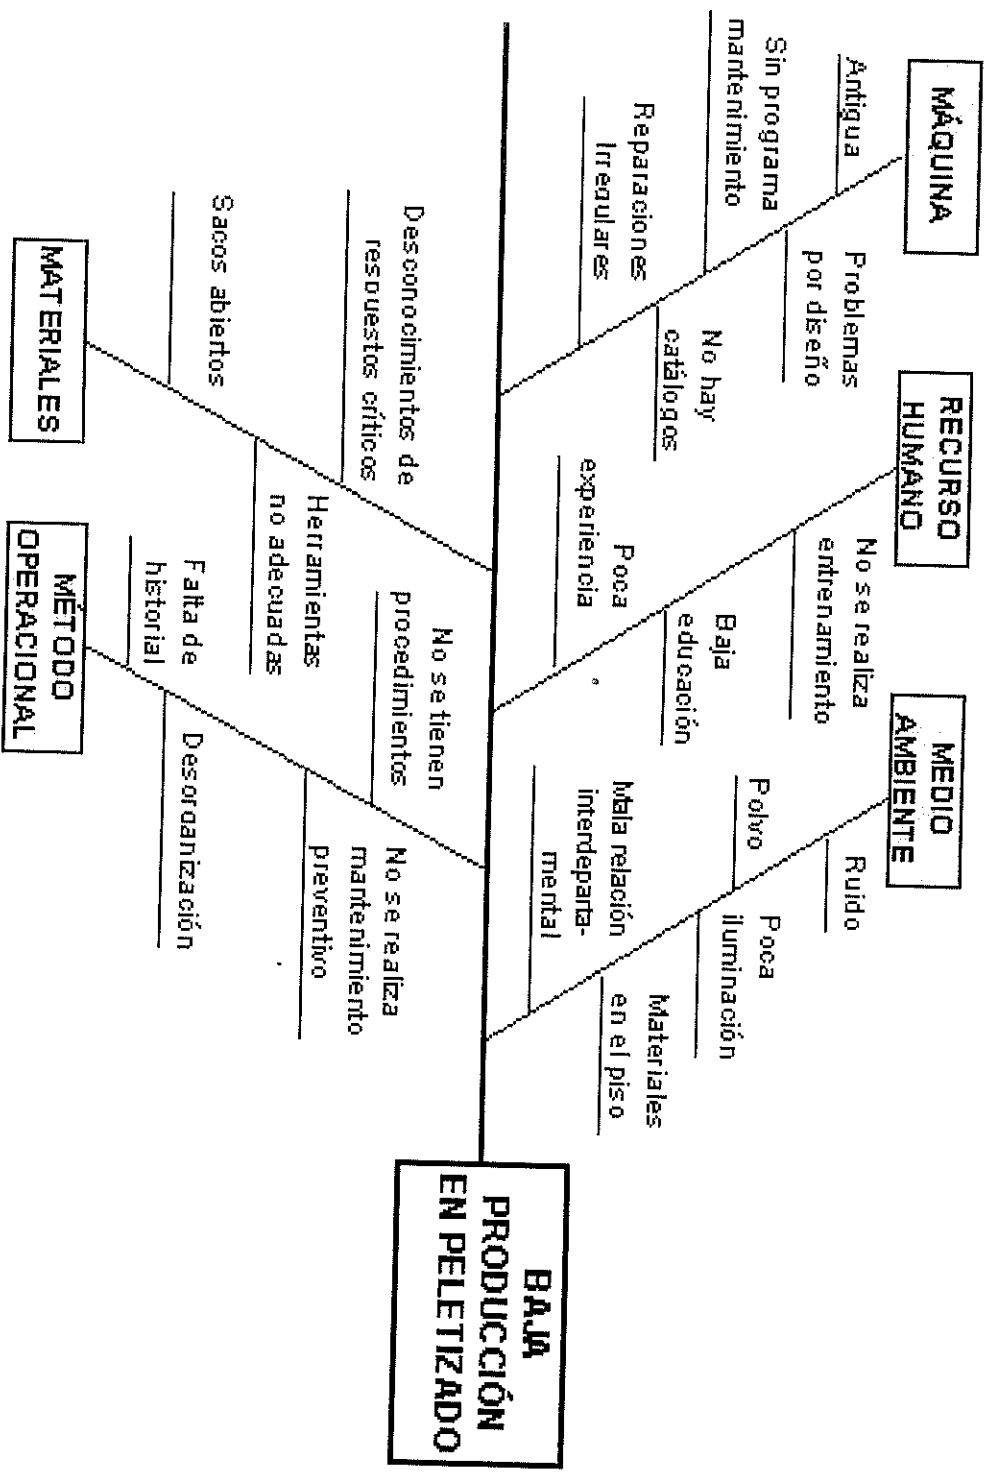 MÁQUINA
Antigua
Problemas
por diseño
Sin programa
mantenimiento
No hay
catálogos
Reparaciones
Irregulares
RECURSO
HUMANO
No se realiza
entrenamiento
Baja
educación
Poca
experiencia
MEDIO
AMBIENTE
Ruido
Polvo
Poca
iluminación
Materiales
en el piso
Mala relación
interdeparta-
mental
BAJA
PRODUCCIÓN
EN PELETIZADO
Desconocimientos de
respuestos críticos
Herramientas
no adecuadas
Sacos abiertos
MATERIALES
No se tienen
procedimientos
No se realiza
mantenimiento
preventivo
Falta de
historial
Desorganización
METODO
OPERACIONAL